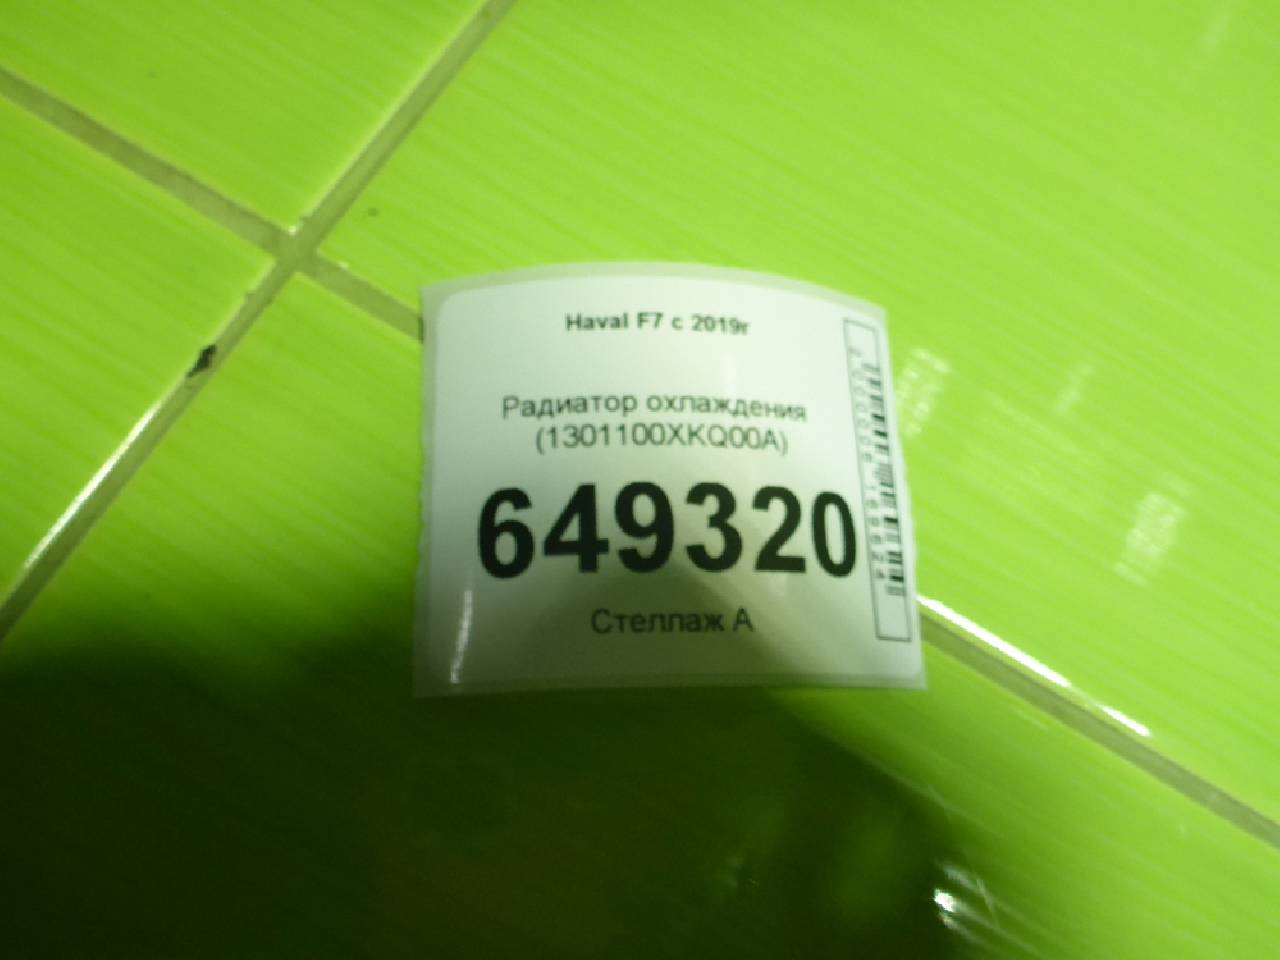 Haval F7 с 2019г
Радиатор охлаждения
(1301100XKQ00A)
649320
Стеллаж А